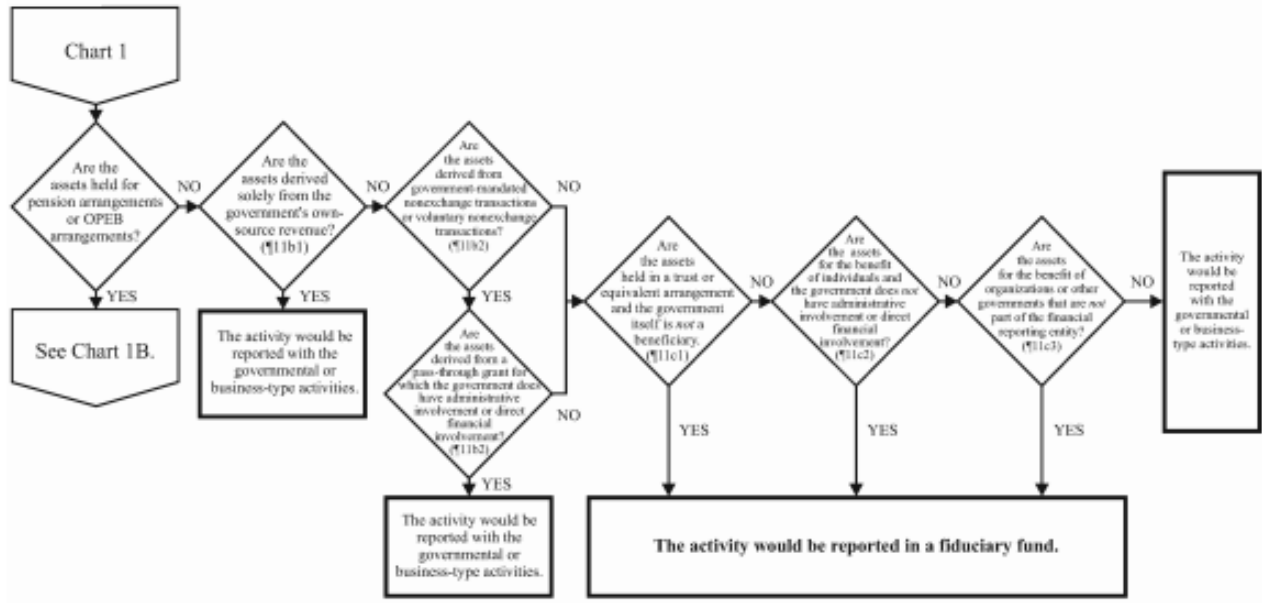 Chart 1
Are the
assets held for
pension arrangements
or OPEB
arrangements?
NO
YES
See Chart 1B.
Are the
assets derived
solely from the
government's own-
source revenue?
(¶11b1)
NO
YES
The activity would be
reported with the
governmental or
business-type activities.
Are
the assets
derived from
government-mandated
nonexchange transactions
or voluntary nonexchange
transactions?
(¶11b2)
NO
YES
Are
the assets
derived from a
pass-through grant for
which the government does
have administrative
involvement or direct
financial
involvement?
(¶11b2)
NO
YES
The activity would be
reported with the
governmental or
business-type activities.
Are
the assets
held in a trust or
equivalent arrangement
and the government
itself is not a
beneficiary.
(¶11c1)
NO
YES
Are
the assets
for the benefit
of individuals and
the government does not
have administrative
involvement or direct
financial
involvement?
(¶11c2)
NO
YES
Are
the assets
for the benefit of
organizations or other
governments that are not
part of the financial
reporting entity?
(¶11c3)
NO
YES
The activity
would be
reported
with the
governmental
or business-
type activities.
The activity would be reported in a fiduciary fund.